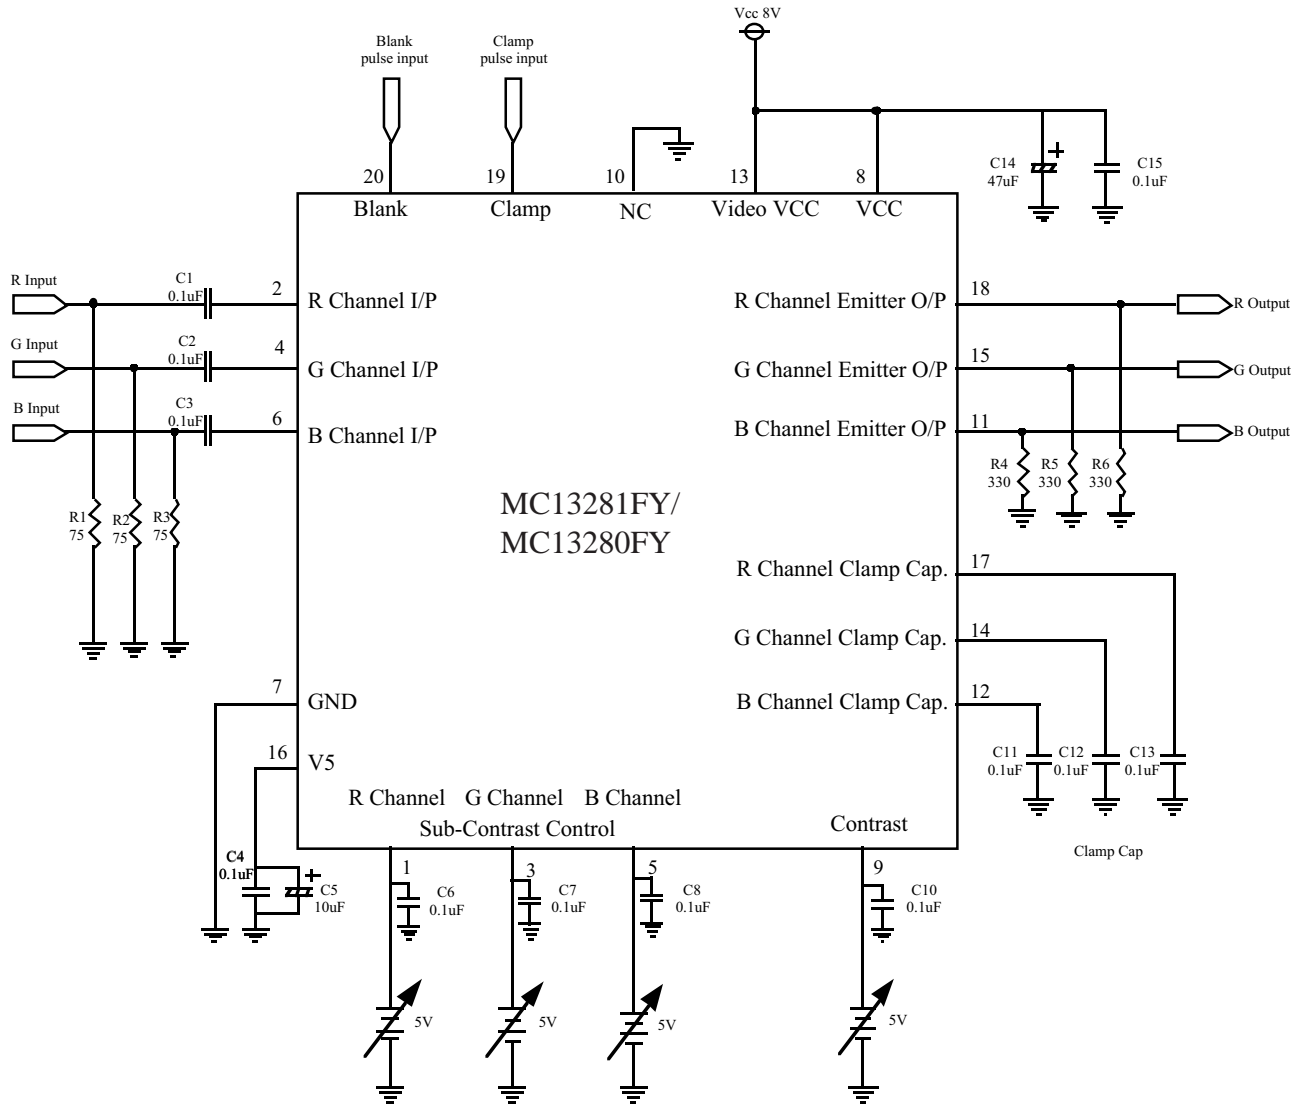 Vcc 8V
Blank
pulse input
Clamp
pulse input
20
19
10
13
8
C14
47uF
+
C15
0.1uF
Blank
Clamp
NC
Video VCC
VCC
R Input
C1
0.1uF
2
R Channel I/P
R Channel Emitter O/P
18
R Output
G Input
C2
0.1uF
4
G Channel I/P
G Channel Emitter O/P
15
G Output
B Input
C3
0.1uF
6
B Channel I/P
B Channel Emitter O/P
11
B Output
R4
330
R5
330
R6
330
R1
75
R2
75
R3
75
MC13281FY/
MC13280FY
R Channel Clamp Cap.
17
G Channel Clamp Cap.
14
B Channel Clamp Cap.
12
7
GND
16
V5
C11
0.1uF
C12
0.1uF
C13
0.1uF
Clamp Cap
R Channel
G Channel
B Channel
Sub-Contrast Control
Contrast
C4
0.1uF
+
C5
10uF
1
C6
0.1uF
3
C7
0.1uF
5
C8
0.1uF
9
C10
0.1uF
5V
5V
5V
5V